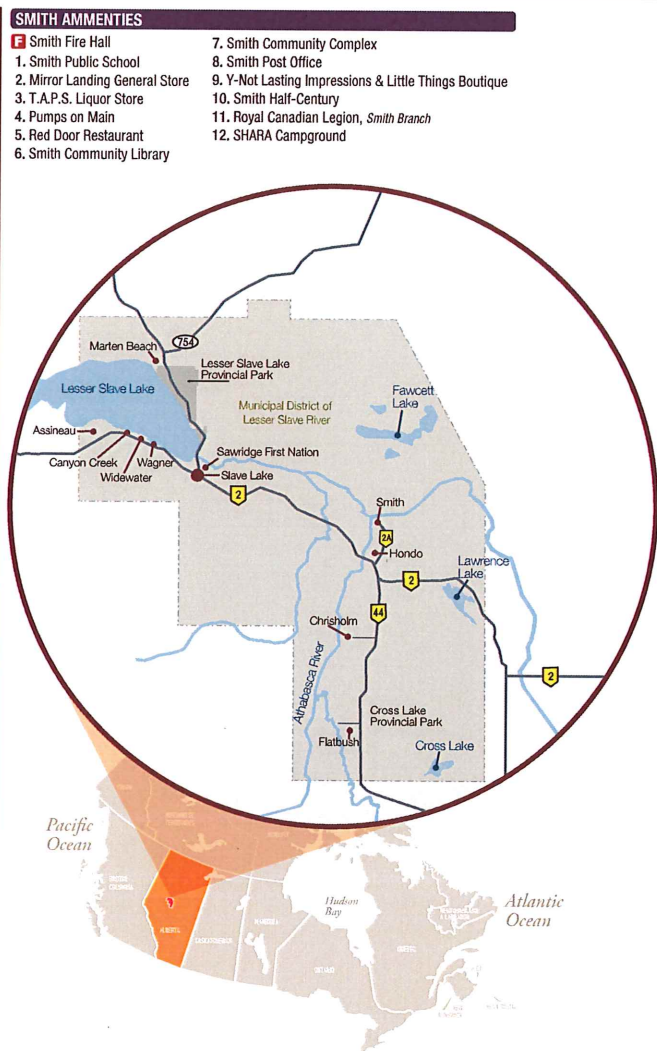 SMITH AMMENTIES
F Smith Fire Hall
1. Smith Public School
2. Mirror Landing General Store
3. T.A.P.S. Liquor Store
4. Pumps on Main
5. Red Door Restaurant
6. Smith Community Library
7. Smith Community Complex
8. Smith Post Office
9. Y-Not Lasting Impressions & Little Things Boutique
10. Smith Half-Century
11. Royal Canadian Legion, Smith Branch
12. SHARA Campground
754
Marten Beach
Lesser Slave Lake
Provincial Park
Lesser Slave Lake
Municipal District of
Lesser Slave River
Fawcett
Lake
Assineau
Canyon Creek
Widewater
Wagner
Sawridge First Nation
Slave Lake
2
Smith
2A
Hondo
2
Lawrence
Lake
44
Chrisholm
2
Athabasca River
Cross Lake
Provincial Park
Flatbush
Cross Lake
Pacific
Ocean
Hudson
Bay
Atlantic
Ocean
ALBERTA
SASKATCHEWAN
MANITOBA
ONTARIO
QUEBEC